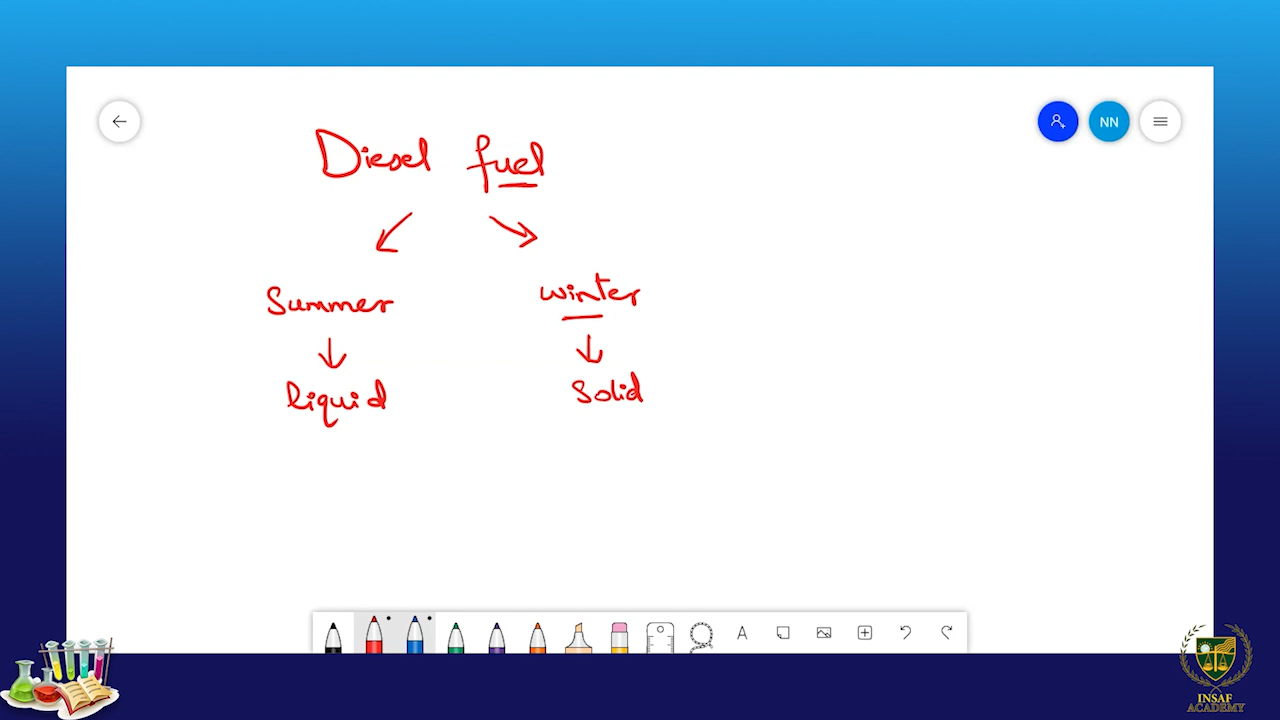 Diesel fuel
NN
Summer
winter
liquid
Solid
A
INSAF
ACADEMY